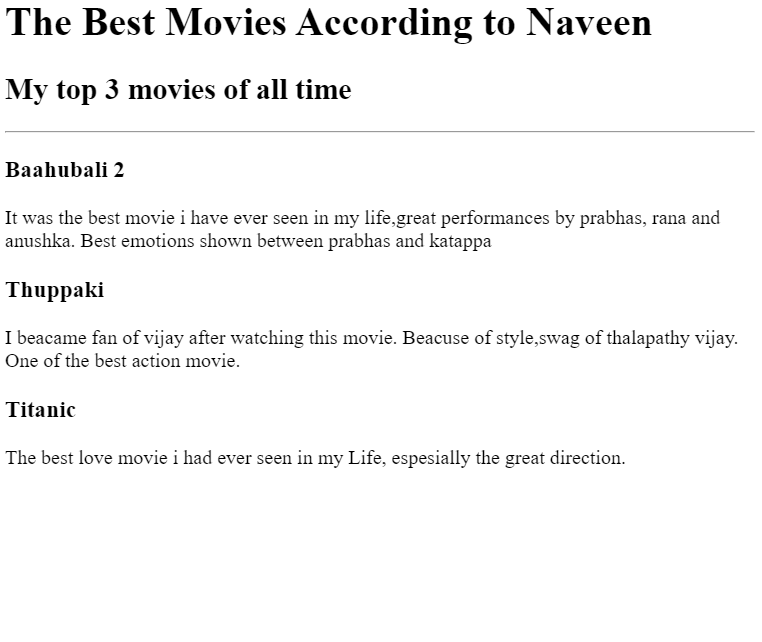 The Best Movies According to Naveen
My top 3 movies of all time
Baahubali 2
It was the best movie i have ever seen in my life,great performances by prabhas, rana and
anushka. Best emotions shown between prabhas and katappa
Thuppaki
I beacame fan of vijay after watching this movie. Beacuse of style,swag of thalapathy vijay.
One of the best action movie.
Titanic
The best love movie i had ever seen in my Life, espesially the great direction.